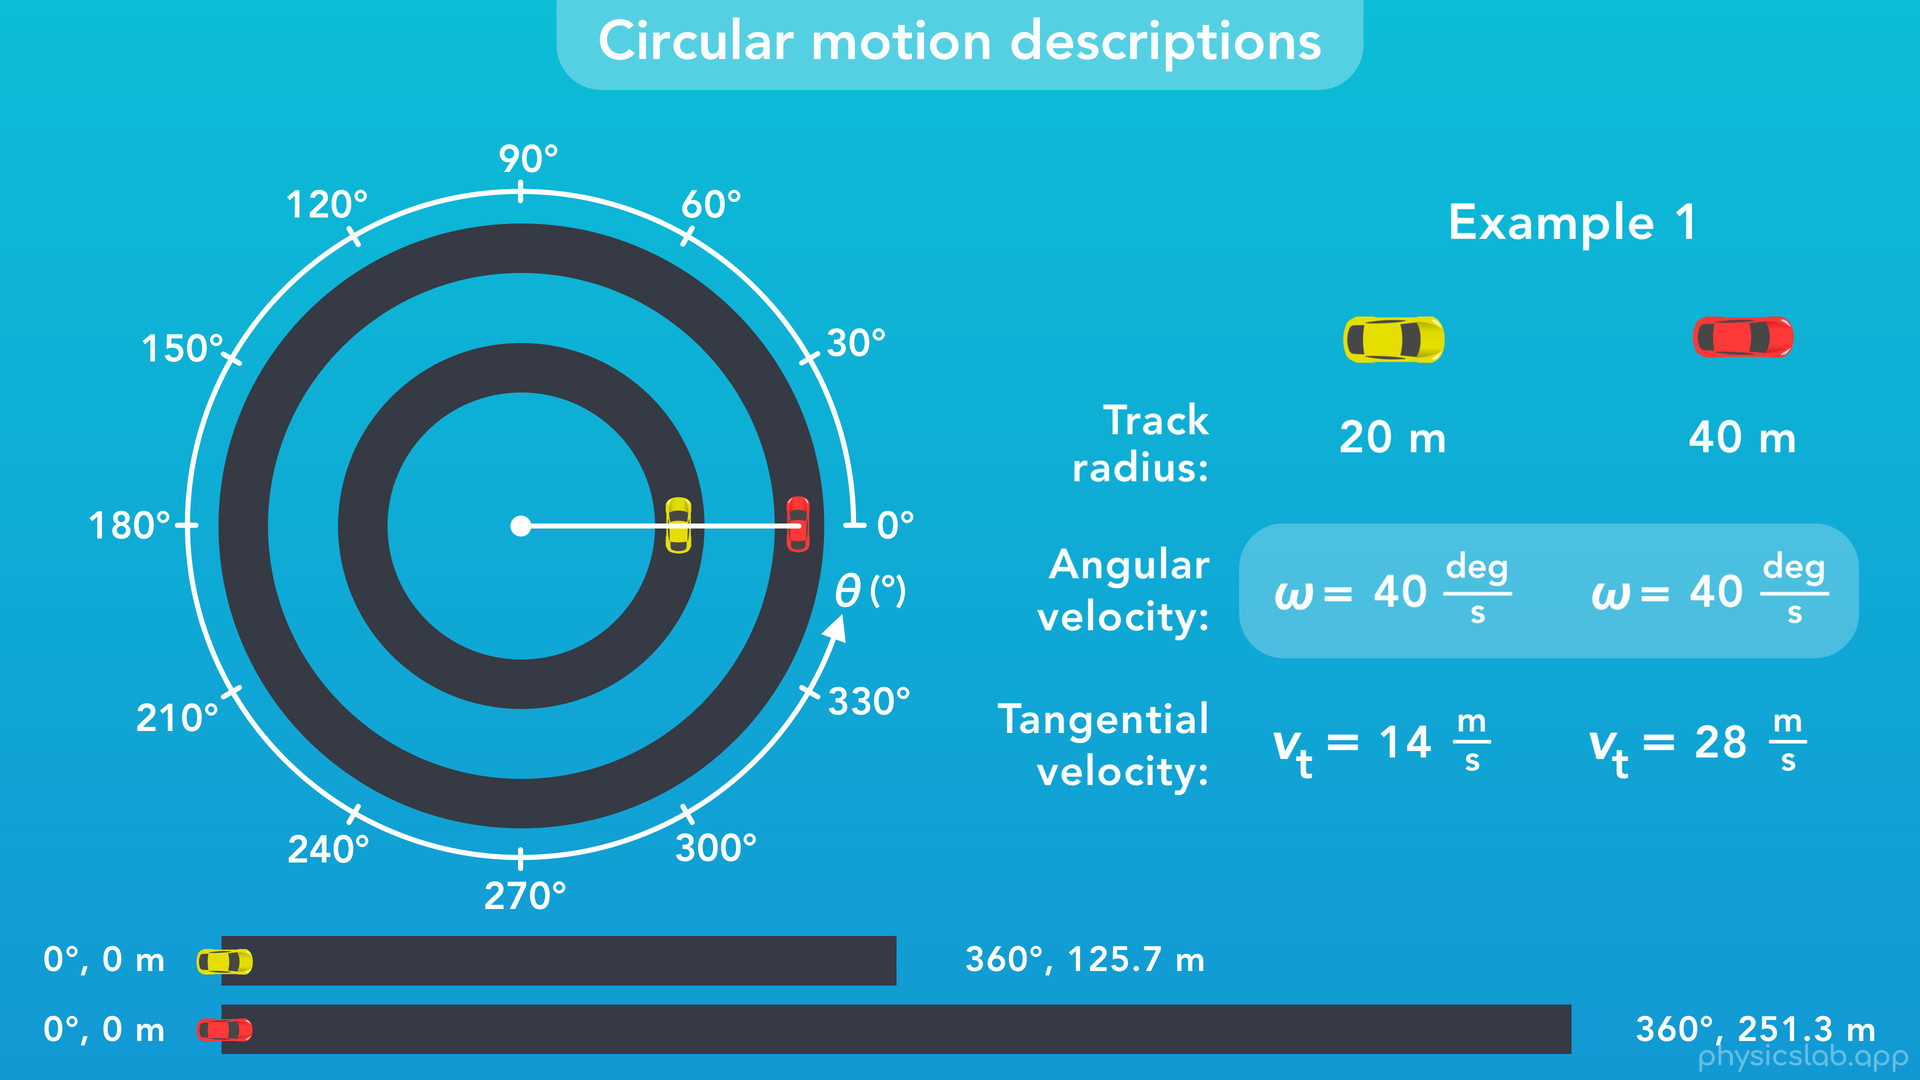 Circular motion descriptions
90°
120°
60°
150°
30°
180°
0°
θ (°)
210°
330°
240°
300°
270°
Example 1
Track
radius:
20 m
40 m
Angular
velocity:
ω = 40 deg/s
ω = 40 deg/s
Tangential
velocity:
vₜ = 14 m/s
vₜ = 28 m/s
0°, 0 m
360°, 125.7 m
0°, 0 m
360°, 251.3 m
physicslab.app